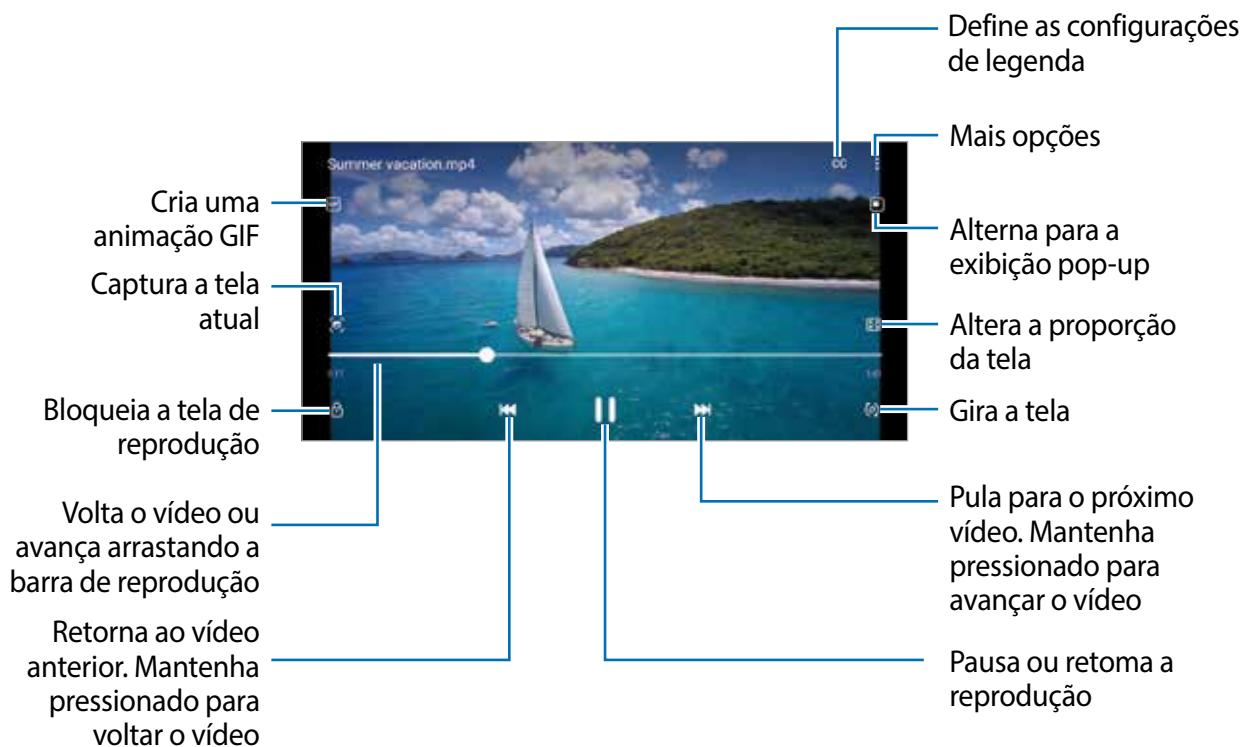 Define as configurações
de legenda
Mais opções
Summer vacation.mp4
CC
Cria uma
animação GIF
Alterna para a
exibição pop-up
Captura a tela
atual
Altera a proporção
da tela
Bloqueia a tela de
reprodução
Gira a tela
Volta o vídeo ou
avança arrastando a
barra de reprodução
Pula para o próximo
vídeo. Mantenha
pressionado para
avançar o vídeo
Retorna ao vídeo
anterior. Mantenha
pressionado para
voltar o vídeo
Pausa ou retoma a
reprodução